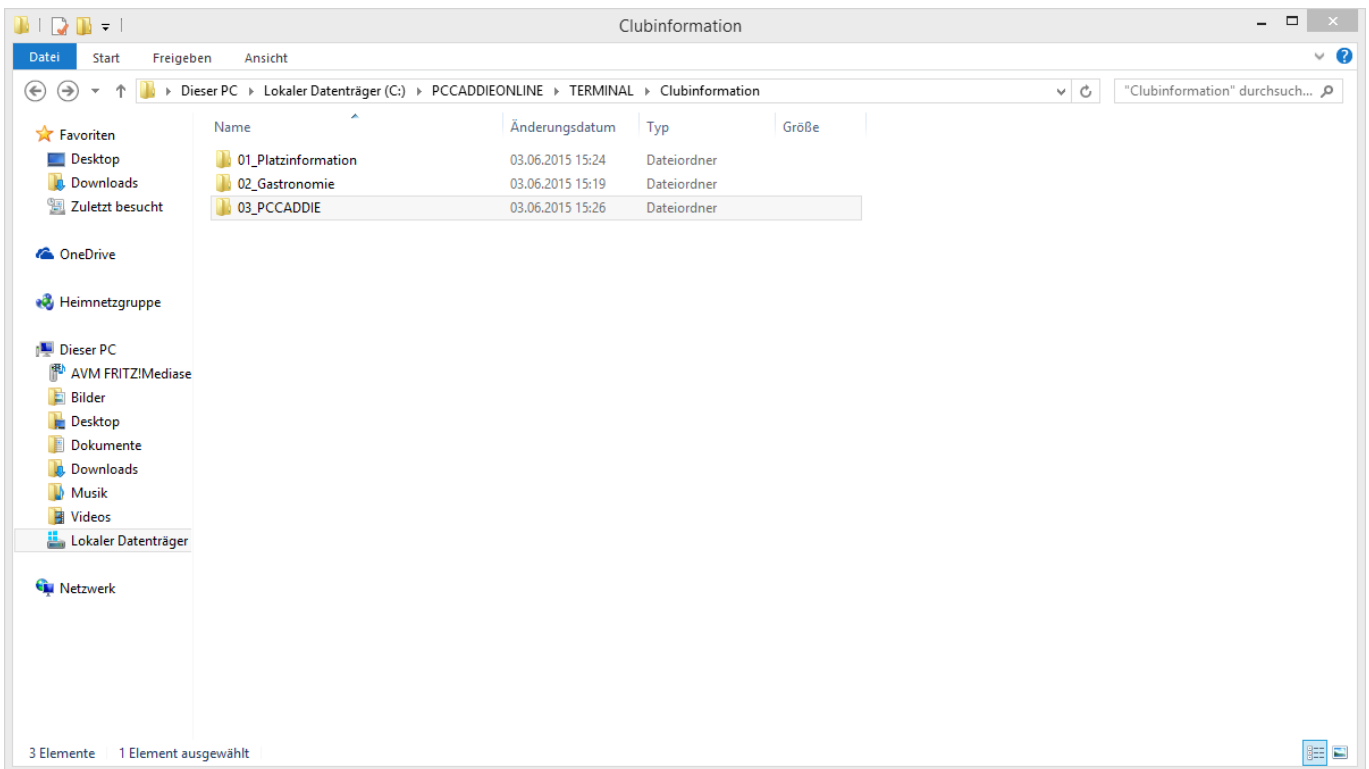 Clubinformation
Datei Start Freigeben Ansicht
Dieser PC Lokaler Datenträger (C:) PCCADDIEONLINE TERMINAL Clubinformation "Clubinformation" durchsuch...
Name Änderungsdatum Typ Größe
01_Platzinformation 03.06.2015 15:24 Dateiordner
02_Gastronomie 03.06.2015 15:19 Dateiordner
03_PCCADDIE 03.06.2015 15:26 Dateiordner
Favoriten
Desktop
Downloads
Zuletzt besucht
OneDrive
Heimnetzgruppe
Dieser PC
AVM FRITZ!Mediase
Bilder
Desktop
Dokumente
Downloads
Musik
Videos
Lokaler Datenträger
Netzwerk
3 Elemente 1 Element ausgewählt